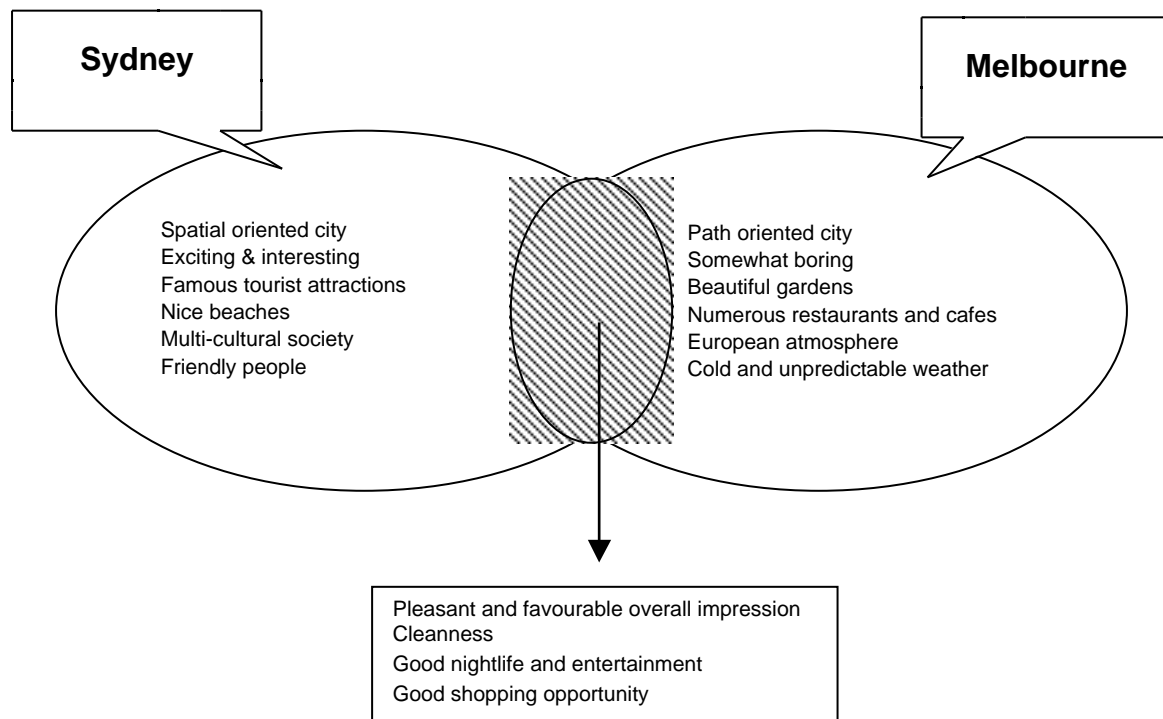 Sydney
Melbourne
Spatial oriented city
Exciting & interesting
Famous tourist attractions
Nice beaches
Multi-cultural society
Friendly people
Path oriented city
Somewhat boring
Beautiful gardens
Numerous restaurants and cafes
European atmosphere
Cold and unpredictable weather
Pleasant and favourable overall impression
Cleanness
Good nightlife and entertainment
Good shopping opportunity